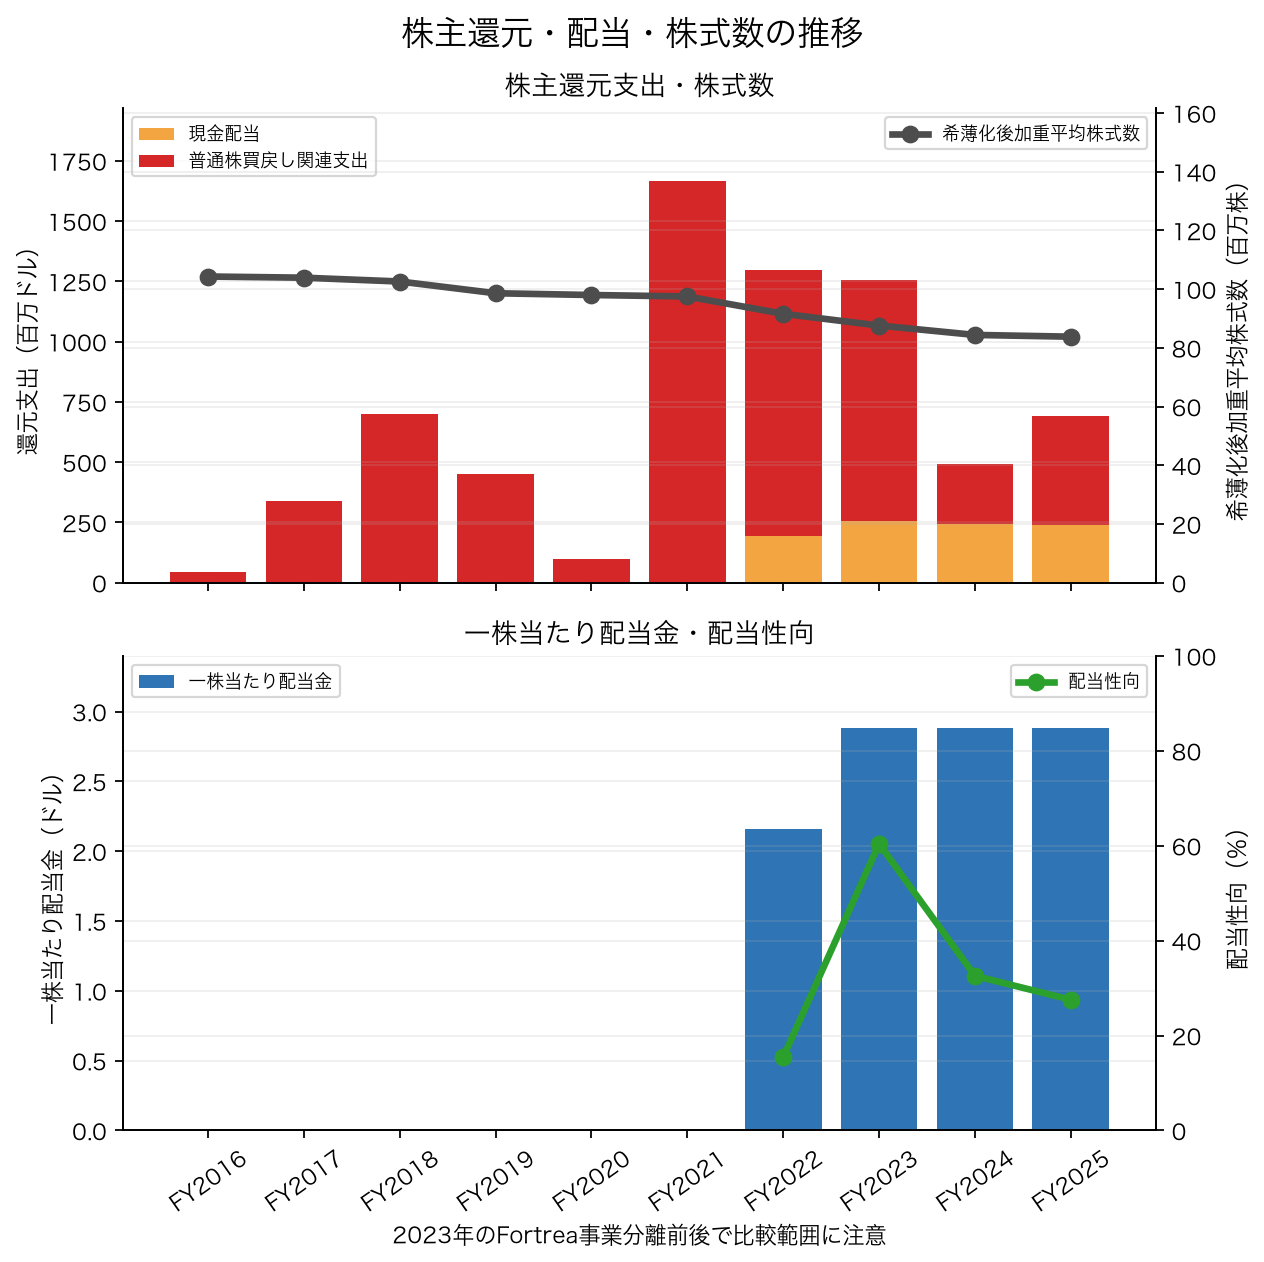 株主還元・配当・株式数の推移
株主還元支出・株式数
現金配当
普通株買戻し関連支出
希薄化後加重平均株式数
還元支出（百万ドル）
1750
1500
1250
1000
750
500
250
0
160
140
120
100
80
60
40
20
0
希薄化後加重平均株式数（百万株）
一株当たり配当金・配当性向
一株当たり配当金
配当性向
一株当たり配当金（ドル）
3.0
2.5
2.0
1.5
1.0
0.5
0.0
100
80
60
40
20
0
配当性向（%）
FY2016 FY2017 FY2018 FY2019 FY2020 FY2021 FY2022 FY2023 FY2024 FY2025
2023年のFortrea事業分離前後で比較範囲に注意